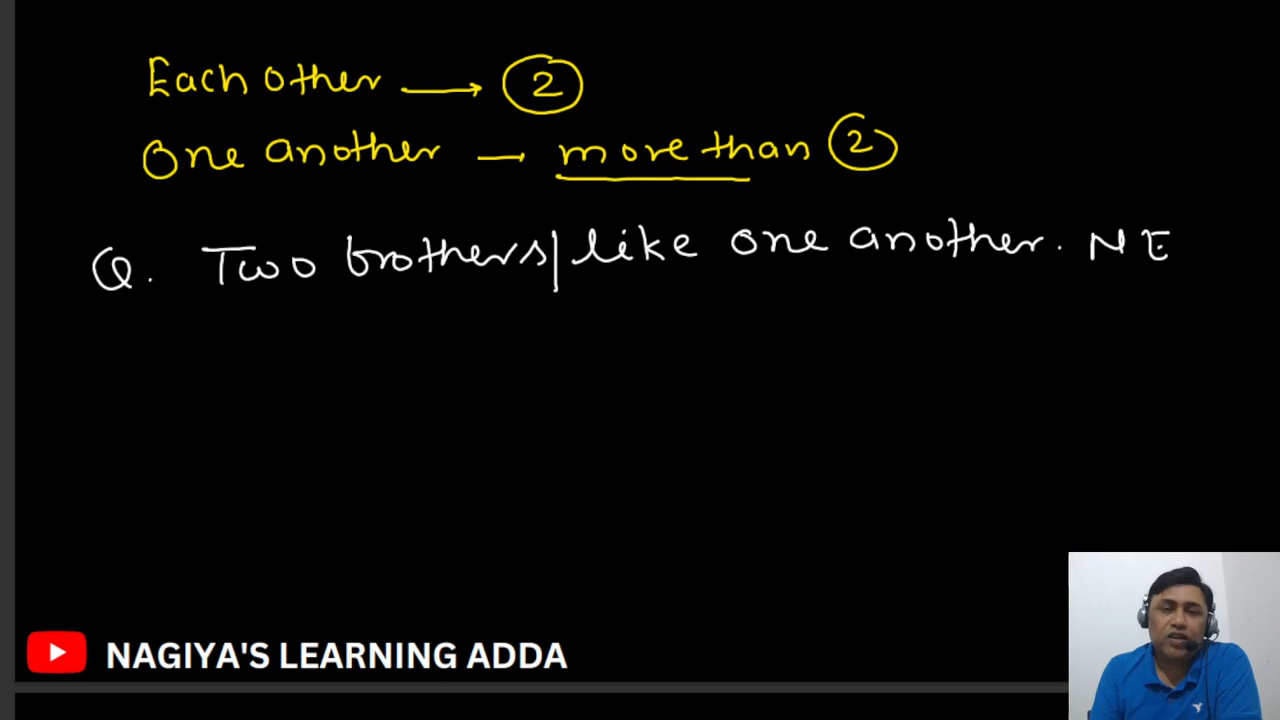 Each other → 2
One another — more than 2
Q. Two brothers/ like one another. NE
NAGIYA'S LEARNING ADDA